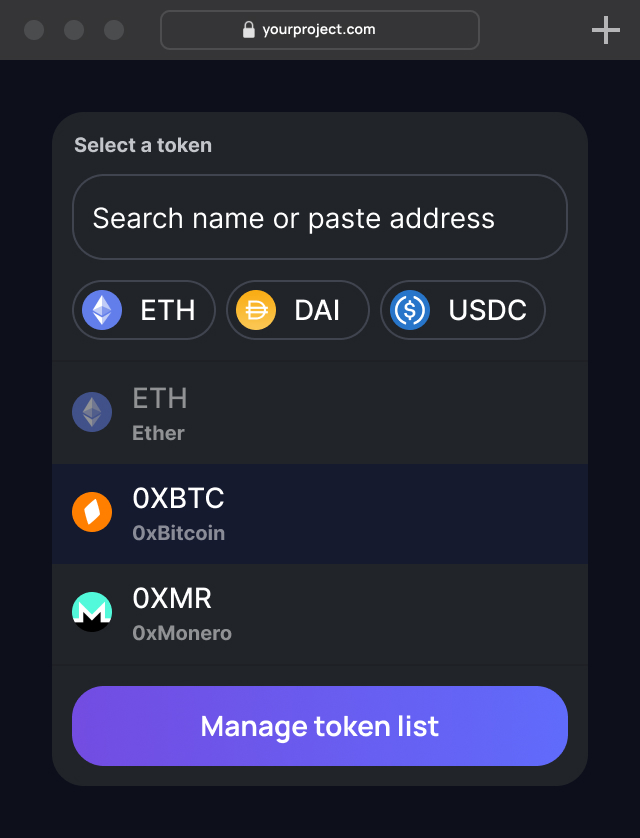 yourproject.com
Select a token
Search name or paste address
ETH DAI USDC
ETH
Ether
0XBTC
0xBitcoin
0XMR
0xMonero
Manage token list